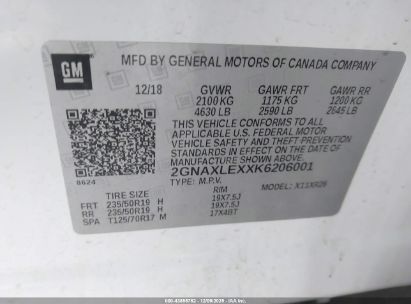 GM
MFD BY GENERAL MOTORS OF CANADA COMPANY
12/18 GVWR GAWR FRT GAWR RR
2100 KG 1175 KG 1200 KG
4630 LB 2590 LB 2645 LB
THIS VEHICLE CONFORMS TO ALL
APPLICABLE U.S. FEDERAL MOTOR
VEHICLE SAFETY STANDARDS IN
EFFECT ON THE DATE OF
MANUFACTURE SHOWN ABOVE.
2GNAXLEXXK6206001
TYPE: M.P.V. MODEL: X11XR26
8624
TIRE SIZE RIM
FRT 235/50R19 H 19X7.5J
RR 235/50R19 H 19X7.5J
SPA T125/70R17 M 17X4BT